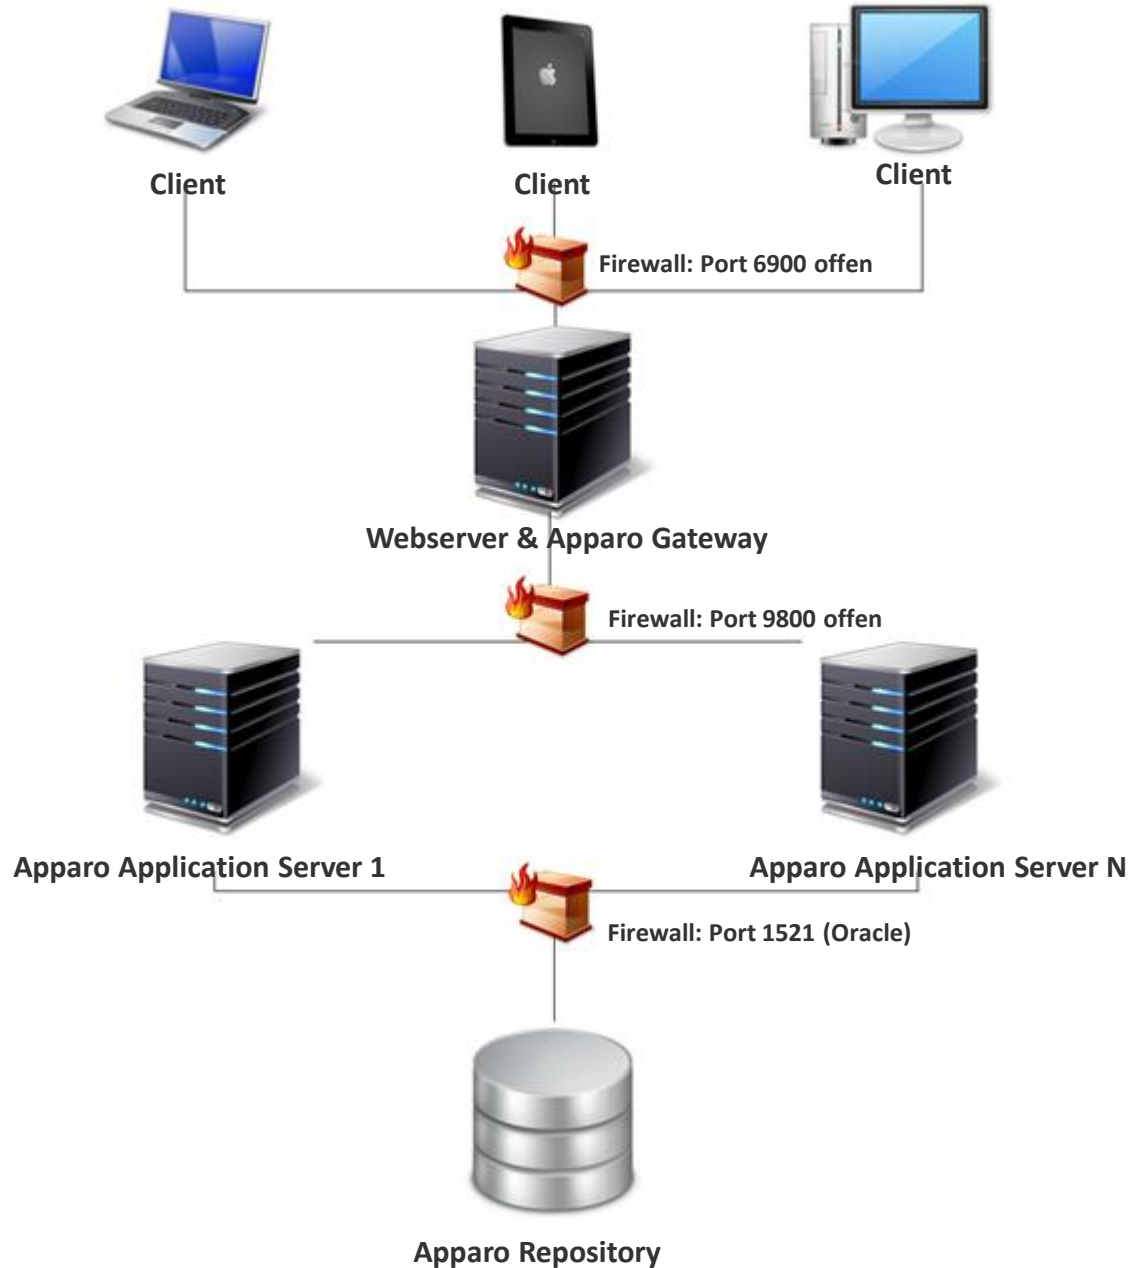 Client
Client
Client
Firewall: Port 6900 offen
Webserver & Apparo Gateway
Firewall: Port 9800 offen
Apparo Application Server 1
Apparo Application Server N
Firewall: Port 1521 (Oracle)
Apparo Repository